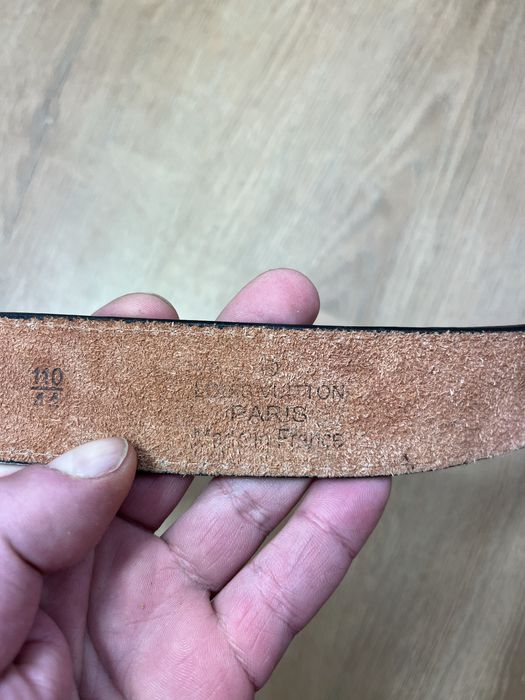 110
44
LOUIS VUITTON
PARIS
Made in France